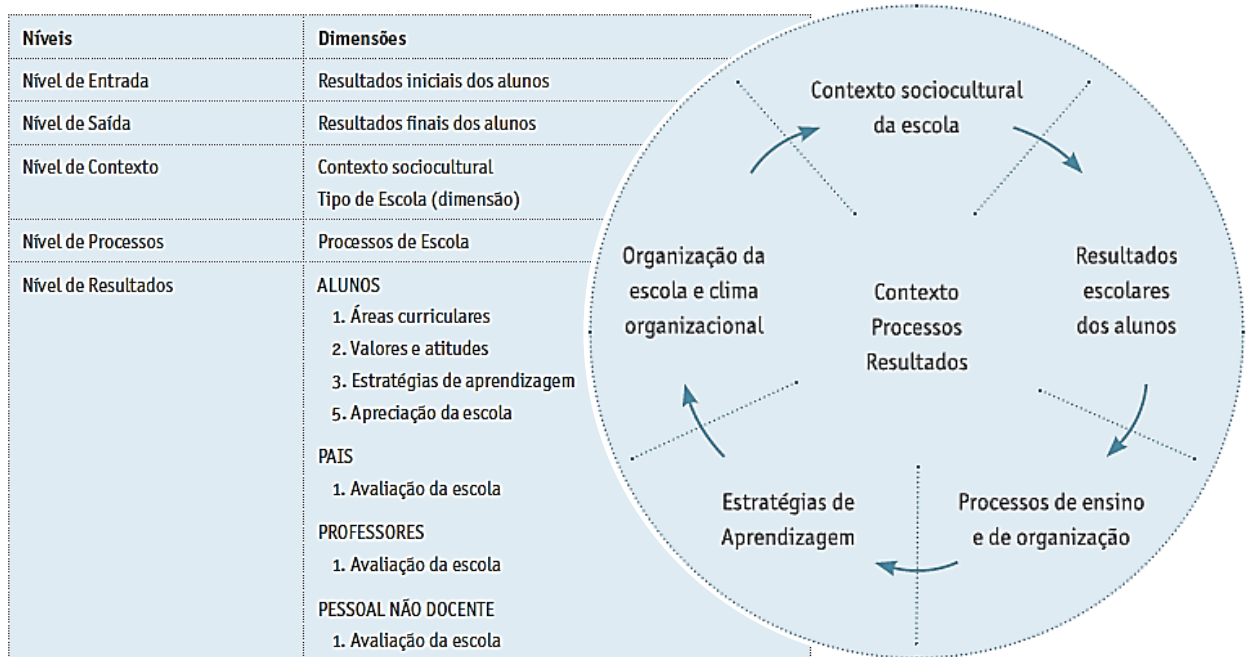 Níveis
Dimensões
Nível de Entrada
Resultados iniciais dos alunos
Nível de Saída
Resultados finais dos alunos
Nível de Contexto
Contexto sociocultural
Tipo de Escola (dimensão)
Nível de Processos
Processos de Escola
Nível de Resultados
ALUNOS
1. Áreas curriculares
2. Valores e atitudes
3. Estratégias de aprendizagem
5. Apreciação da escola
PAIS
1. Avaliação da escola
PROFESSORES
1. Avaliação da escola
PESSOAL NÃO DOCENTE
1. Avaliação da escola
Contexto sociocultural
da escola
Resultados
escolares
dos alunos
Processos de ensino
e de organização
Estratégias de
Aprendizagem
Organização da
escola e clima
organizacional
Contexto
Processos
Resultados